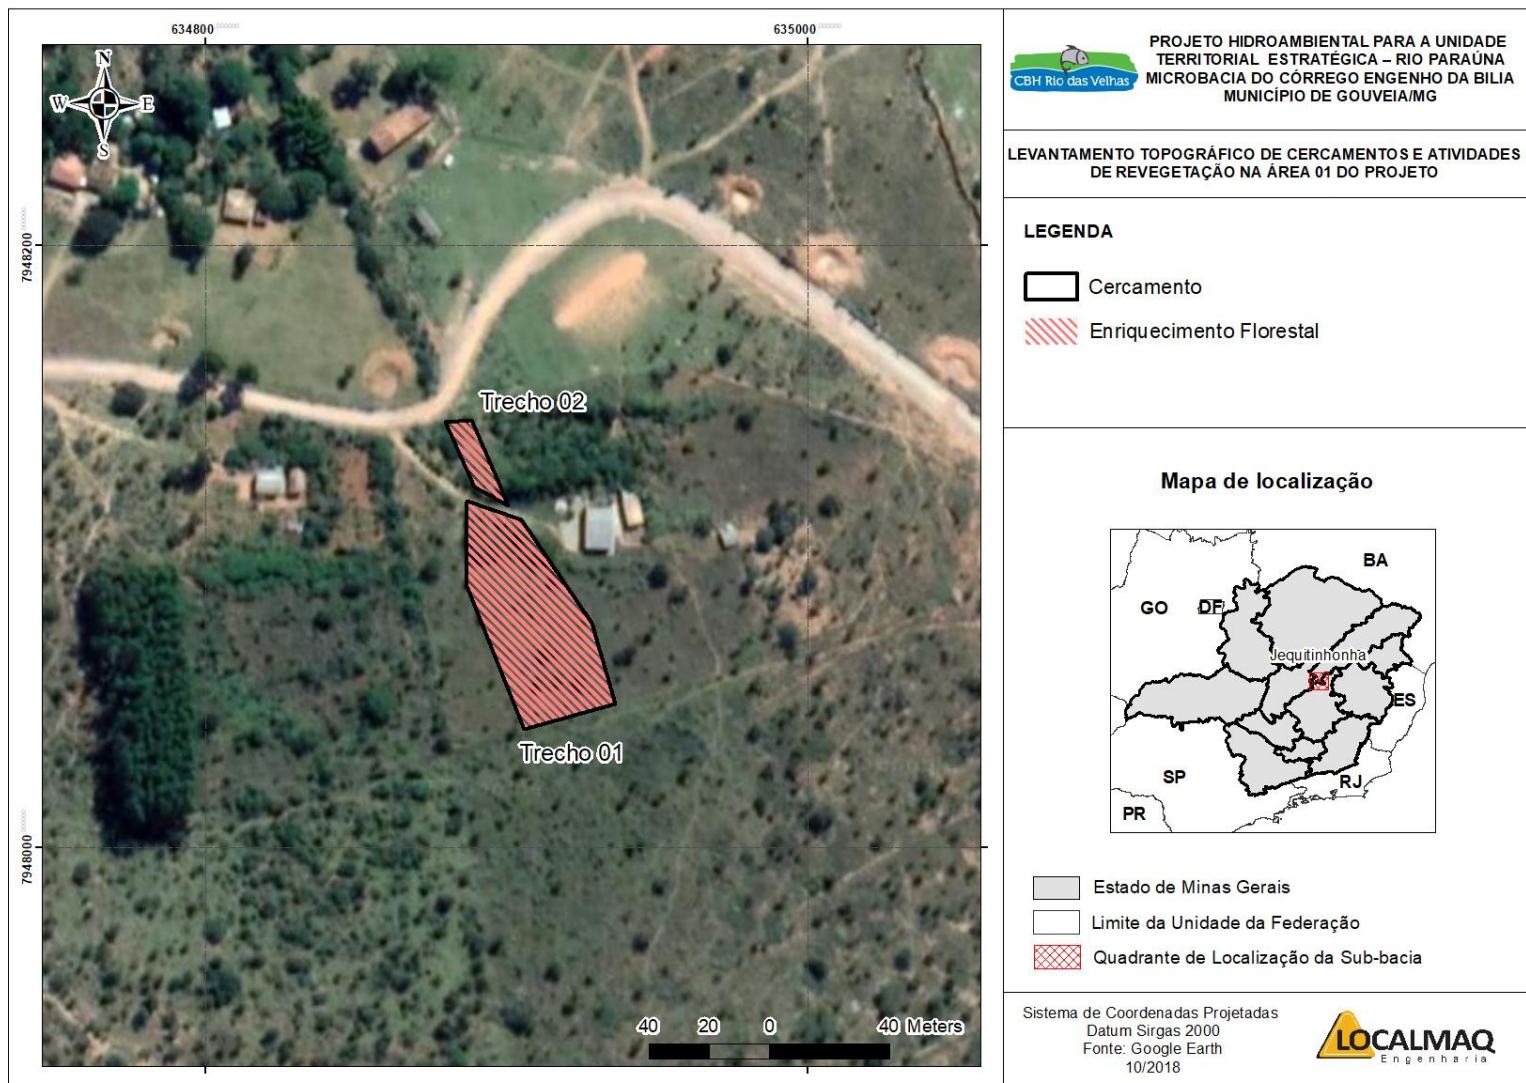 634800
635000
N
W
E
S
7948200
7948000
Trecho 02
Trecho 01
40 20 0 40 Meters
CBH Rio das Velhas
PROJETO HIDROAMBIENTAL PARA A UNIDADE
TERRITORIAL ESTRATÉGICA – RIO PARAÚNA
MICROBACIA DO CÓRREGO ENGENHO DA BILIA
MUNICÍPIO DE GOUVEIA/MG
LEVANTAMENTO TOPOGRÁFICO DE CERCAMENTOS E ATIVIDADES
DE REVEGETAÇÃO NA ÁREA 01 DO PROJETO
LEGENDA
Cercamento
Enriquecimento Florestal
Mapa de localização
BA
GO
DF
Jequitinhonha
ES
SP
RJ
PR
Estado de Minas Gerais
Limite da Unidade da Federação
Quadrante de Localização da Sub-bacia
Sistema de Coordenadas Projetadas
Datum Sirgas 2000
Fonte: Google Earth
10/2018
LOCALMAQ
Engenharia